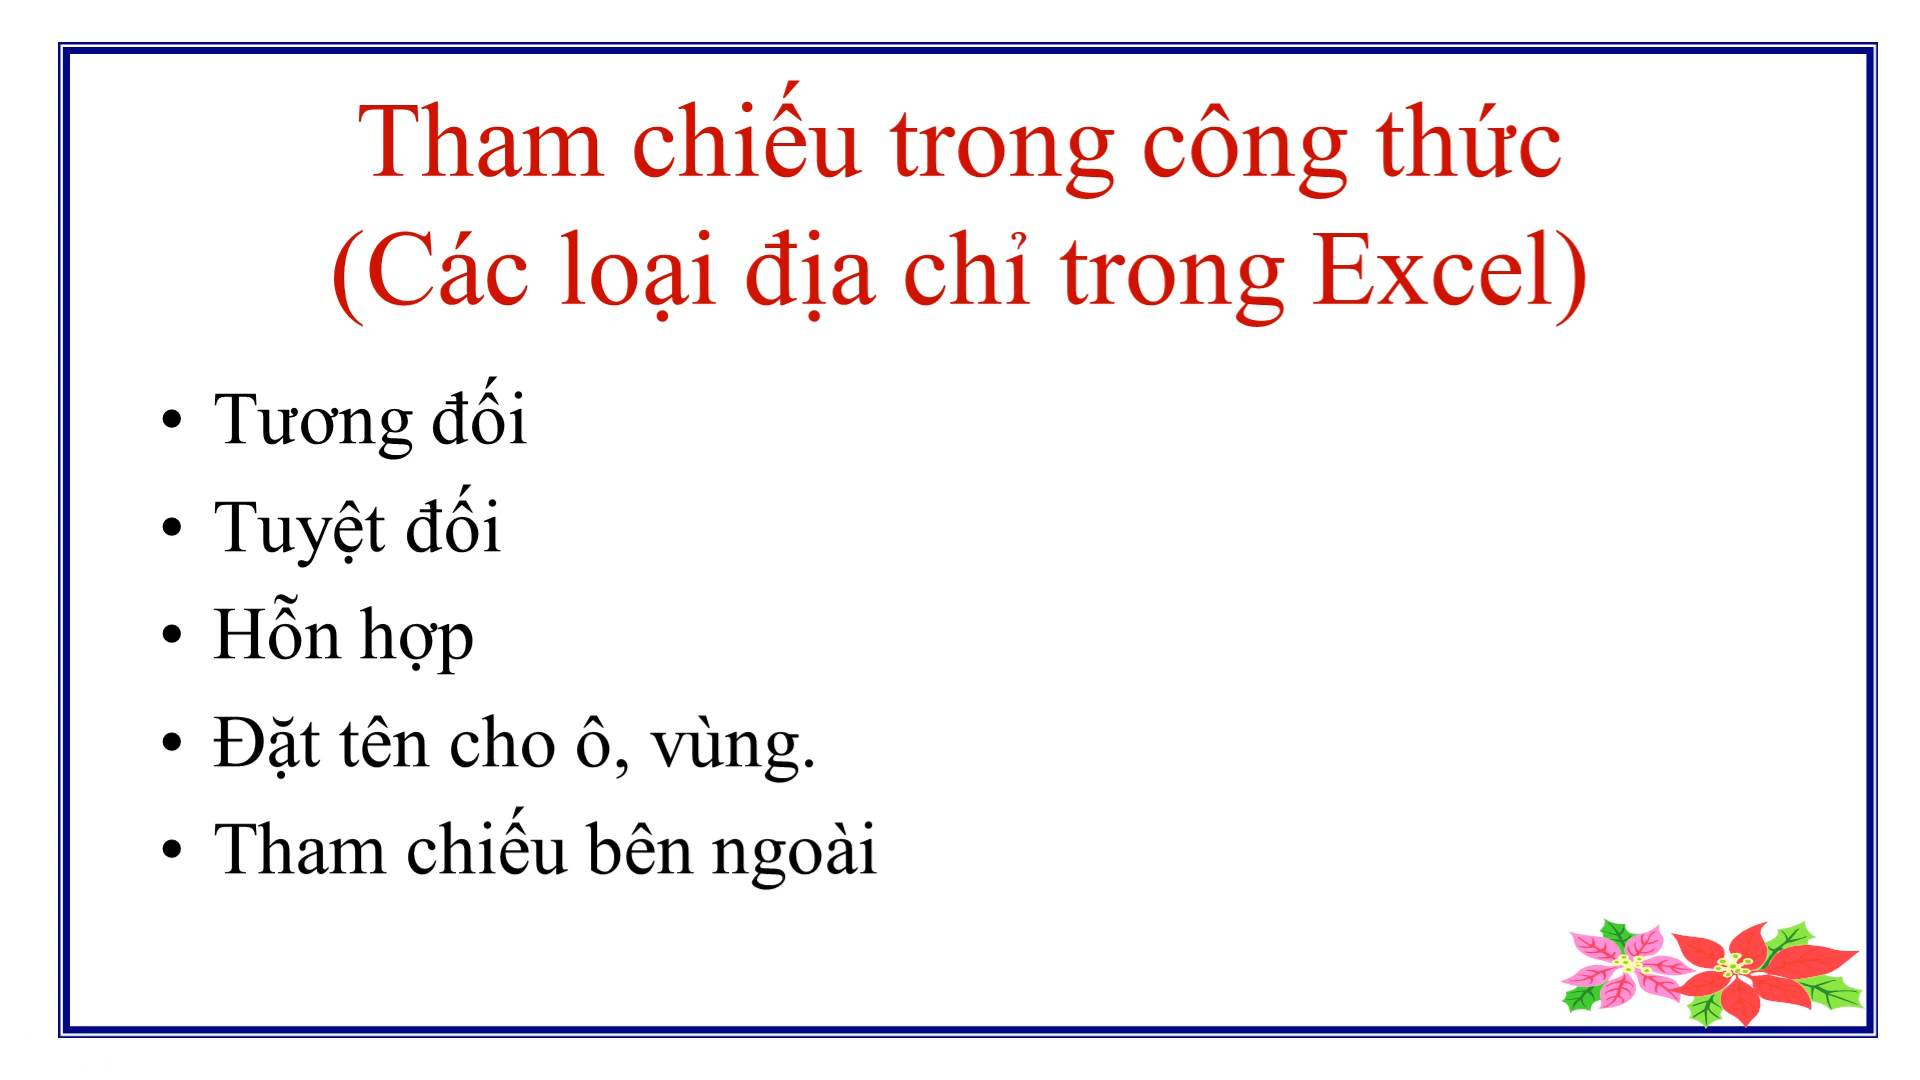 Tham chiếu trong công thức
(Các loại địa chỉ trong Excel)
• Tương đối
• Tuyệt đối
• Hỗn hợp
• Đặt tên cho ô, vùng.
• Tham chiếu bên ngoài